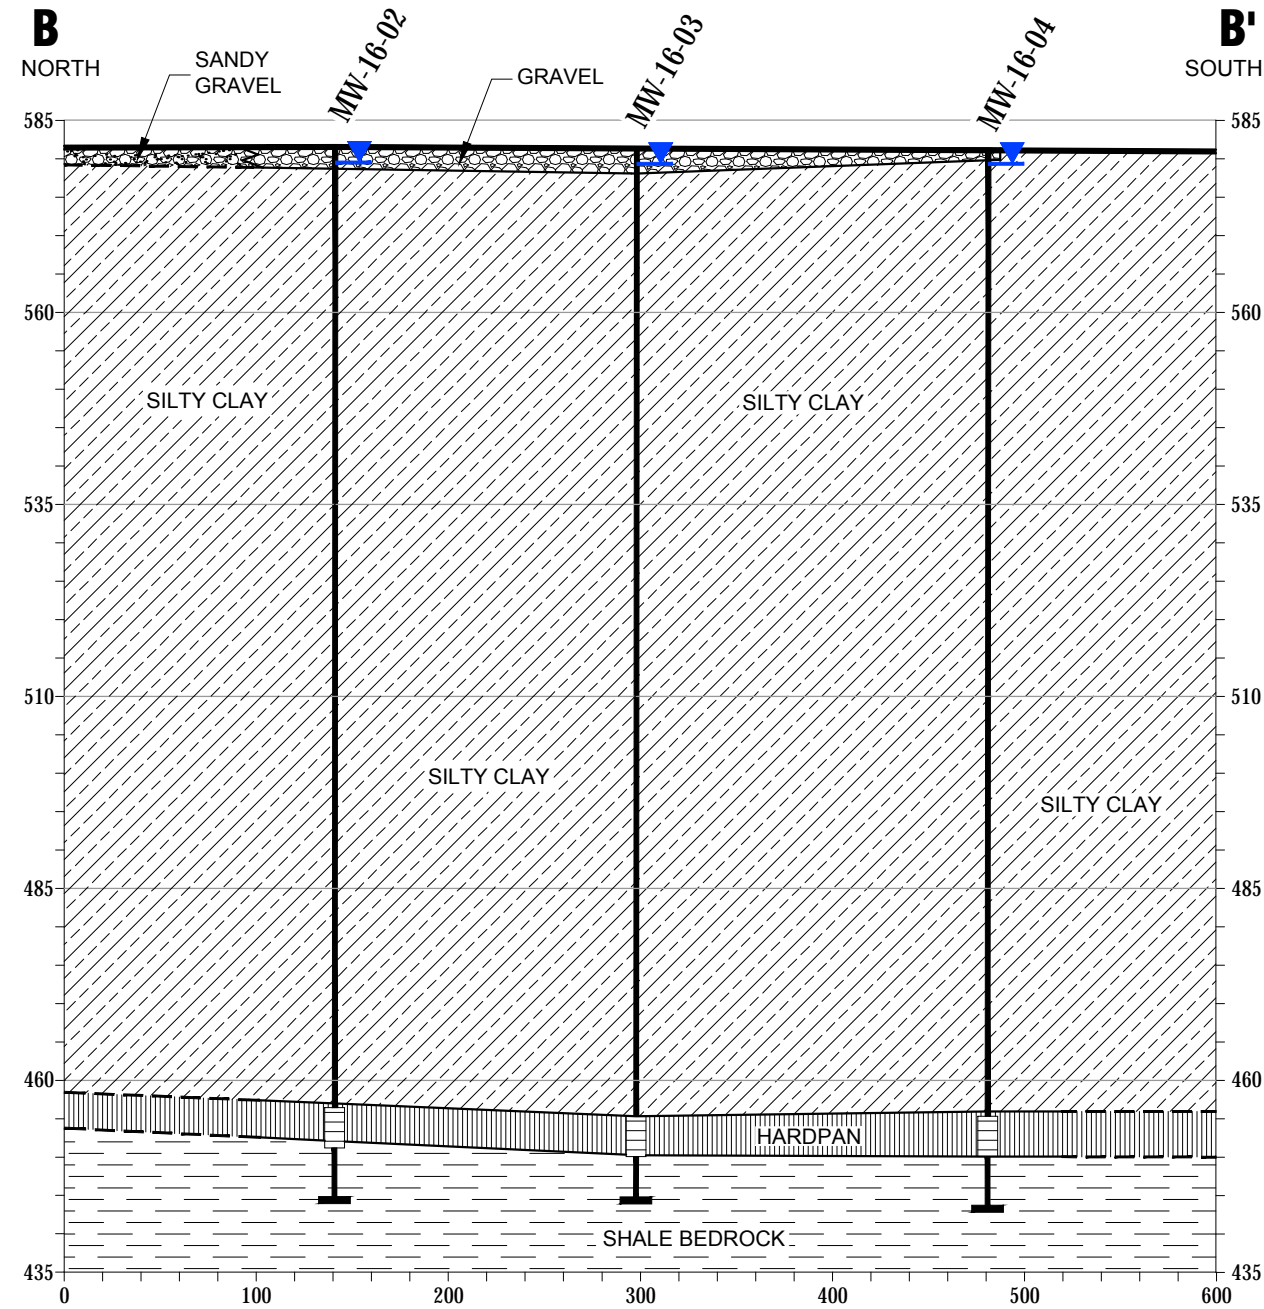 B
NORTH
SANDY
GRAVEL
MW-16-02
GRAVEL
MW-16-03
MW-16-04
B'
SOUTH
585
585
560
560
SILTY CLAY
SILTY CLAY
535
535
510
510
SILTY CLAY
SILTY CLAY
485
485
460
460
HARDPAN
SHALE BEDROCK
435
435
0
100
200
300
400
500
600